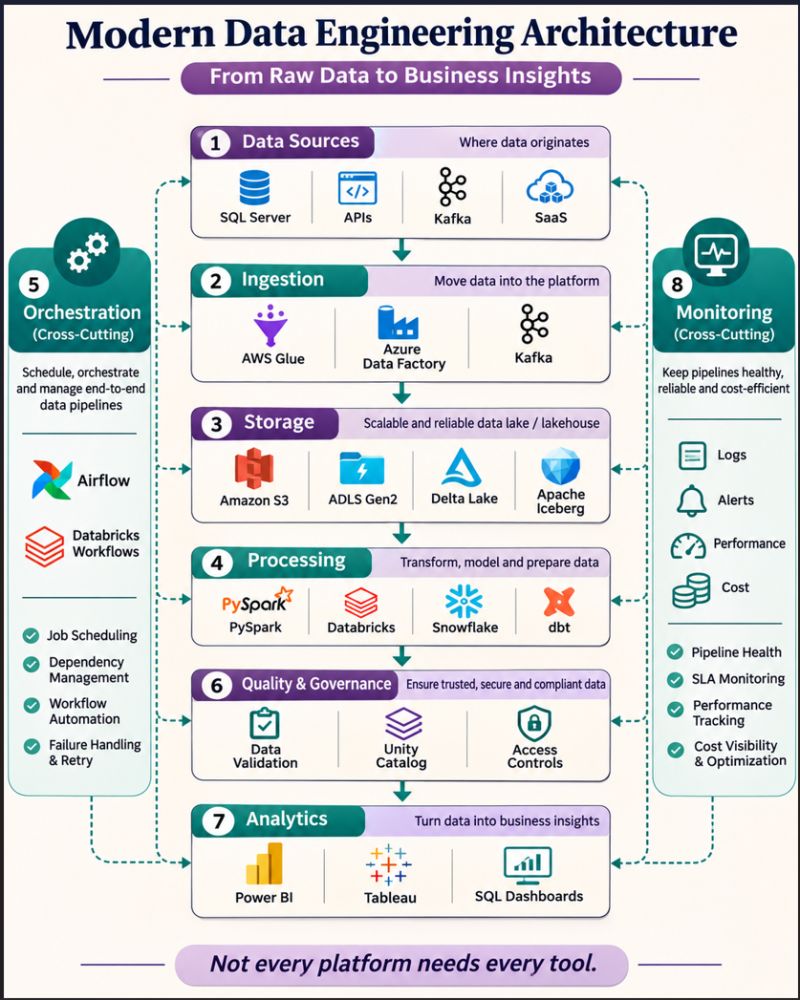 Modern Data Engineering Architecture
From Raw Data to Business Insights
1 Data Sources
Where data originates
SQL Server
APIs
Kafka
SaaS
2 Ingestion
Move data into the platform
AWS Glue
Azure
Data Factory
Kafka
3 Storage
Scalable and reliable data lake / lakehouse
Amazon S3
ADLS Gen2
Delta Lake
Apache
Iceberg
4 Processing
Transform, model and prepare data
PySpark
PySpark
Databricks
Snowflake
dbt
5
Orchestration
(Cross-Cutting)
Schedule, orchestrate
and manage end-to-end
data pipelines
Airflow
Databricks
Workflows
Job Scheduling
Dependency
Management
Workflow
Automation
Failure Handling
& Retry
6 Quality & Governance
Ensure trusted, secure and compliant data
Data
Validation
Unity
Catalog
Access
Controls
7 Analytics
Turn data into business insights
Power BI
Tableau
SQL Dashboards
8
Monitoring
(Cross-Cutting)
Keep pipelines healthy,
reliable and cost-efficient
Logs
Alerts
Performance
Cost
Pipeline Health
SLA Monitoring
Performance
Tracking
Cost Visibility
& Optimization
Not every platform needs every tool.